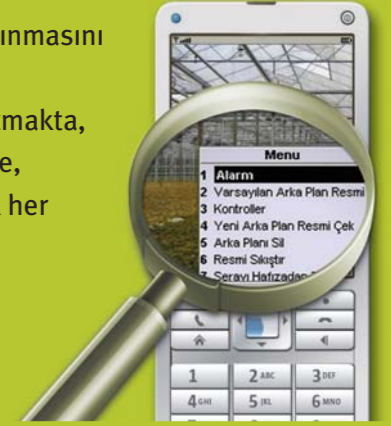 ınmasını
makta,
e,
her
Menu
1 Alarm
2 Varsayılan Arka Plan Resmi
3 Kontroller
4 Yeni Arka Plan Resmi Çek
5 Arka Planı Sil
6 Resmi Sıkıştır
7 Serayı Hafızadan
1
2 ABC
3 DEF
4 GHI
5 JKL
6 MNO